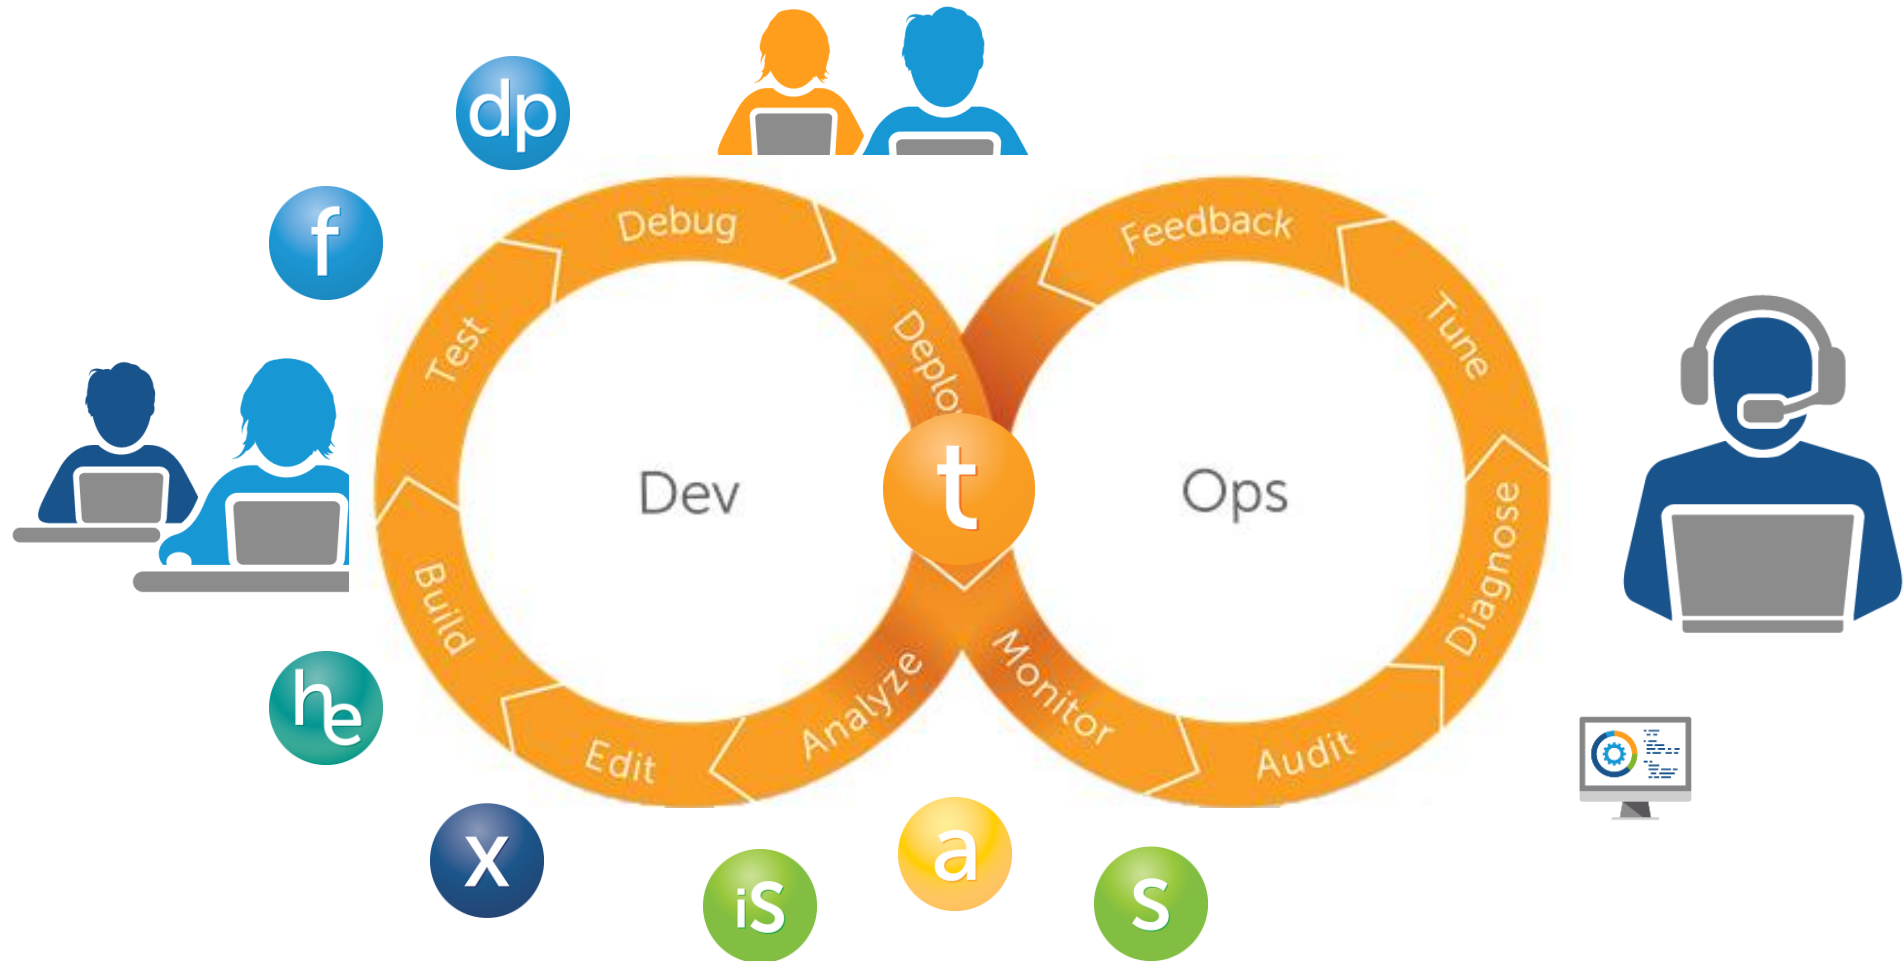 dp
f
Debug
Feedback
Test
Deplo
Tune
t
Dev
Ops
Build
Diagnose
he
Analyze
Monitor
Edit
Audit
x
iS
a
S